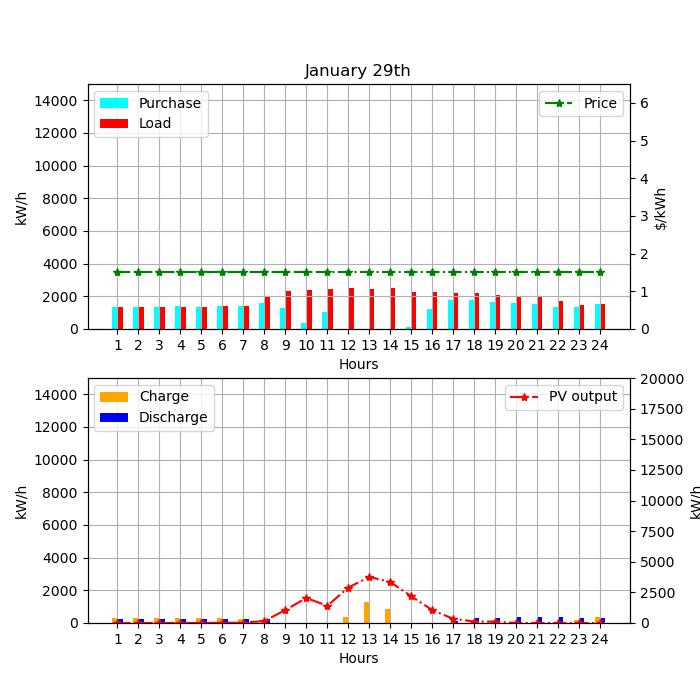 January 29th
14000
12000
10000
8000
6000
4000
2000
0
kW/h
Purchase
Load
Price
6
5
4
3
2
1
0
$/kWh
1 2 3 4 5 6 7 8 9 10 11 12 13 14 15 16 17 18 19 20 21 22 23 24
Hours
14000
12000
10000
8000
6000
4000
2000
0
kW/h
Charge
Discharge
PV output
20000
17500
15000
12500
10000
7500
5000
2500
0
kW/h
1 2 3 4 5 6 7 8 9 10 11 12 13 14 15 16 17 18 19 20 21 22 23 24
Hours